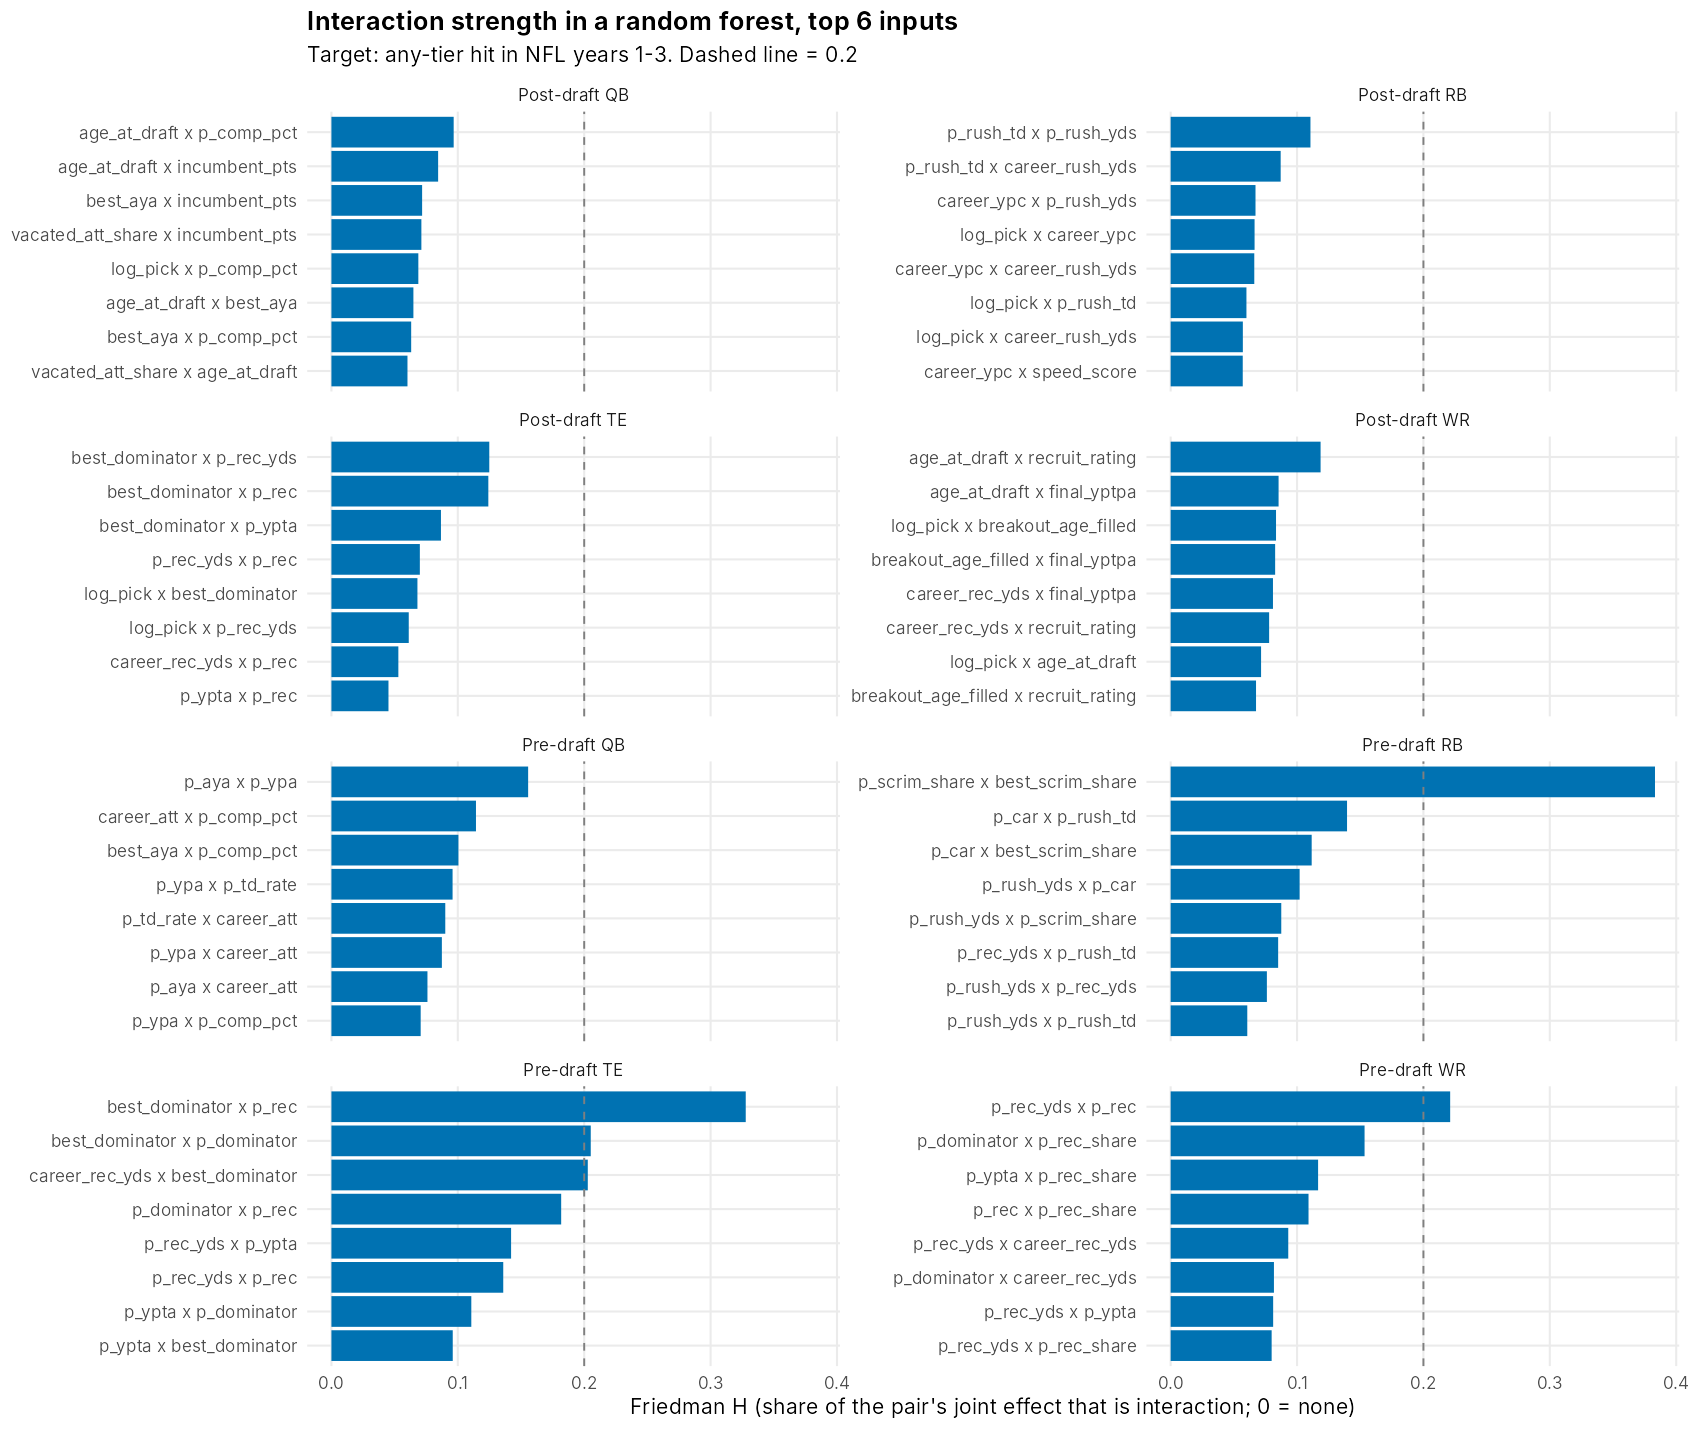 Interaction strength in a random forest, top 6 inputs
Target: any-tier hit in NFL years 1-3. Dashed line = 0.2
Post-draft QB
age_at_draft x p_comp_pct
age_at_draft x incumbent_pts
best_aya x incumbent_pts
vacated_att_share x incumbent_pts
log_pick x p_comp_pct
age_at_draft x best_aya
best_aya x p_comp_pct
vacated_att_share x age_at_draft
Post-draft RB
p_rush_td x p_rush_yds
p_rush_td x career_rush_yds
career_ypc x p_rush_yds
log_pick x career_ypc
career_ypc x career_rush_yds
log_pick x p_rush_td
log_pick x career_rush_yds
career_ypc x speed_score
Post-draft TE
best_dominator x p_rec_yds
best_dominator x p_rec
best_dominator x p_ypta
p_rec_yds x p_rec
log_pick x best_dominator
log_pick x p_rec_yds
career_rec_yds x p_rec
p_ypta x p_rec
Post-draft WR
age_at_draft x recruit_rating
age_at_draft x final_yptpa
log_pick x breakout_age_filled
breakout_age_filled x final_yptpa
career_rec_yds x final_yptpa
career_rec_yds x recruit_rating
log_pick x age_at_draft
breakout_age_filled x recruit_rating
Pre-draft QB
p_aya x p_ypa
career_att x p_comp_pct
best_aya x p_comp_pct
p_ypa x p_td_rate
p_td_rate x career_att
p_ypa x career_att
p_aya x career_att
p_ypa x p_comp_pct
Pre-draft RB
p_scrim_share x best_scrim_share
p_car x p_rush_td
p_car x best_scrim_share
p_rush_yds x p_car
p_rush_yds x p_scrim_share
p_rec_yds x p_rush_td
p_rush_yds x p_rec_yds
p_rush_yds x p_rush_td
Pre-draft TE
best_dominator x p_rec
best_dominator x p_dominator
career_rec_yds x best_dominator
p_dominator x p_rec
p_rec_yds x p_ypta
p_rec_yds x p_rec
p_ypta x p_dominator
p_ypta x best_dominator
0.0 0.1 0.2 0.3 0.4
Pre-draft WR
p_rec_yds x p_rec
p_dominator x p_rec_share
p_ypta x p_rec_share
p_rec x p_rec_share
p_rec_yds x career_rec_yds
p_dominator x career_rec_yds
p_rec_yds x p_ypta
p_rec_yds x p_rec_share
0.0 0.1 0.2 0.3 0.4
Friedman H (share of the pair's joint effect that is interaction; 0 = none)